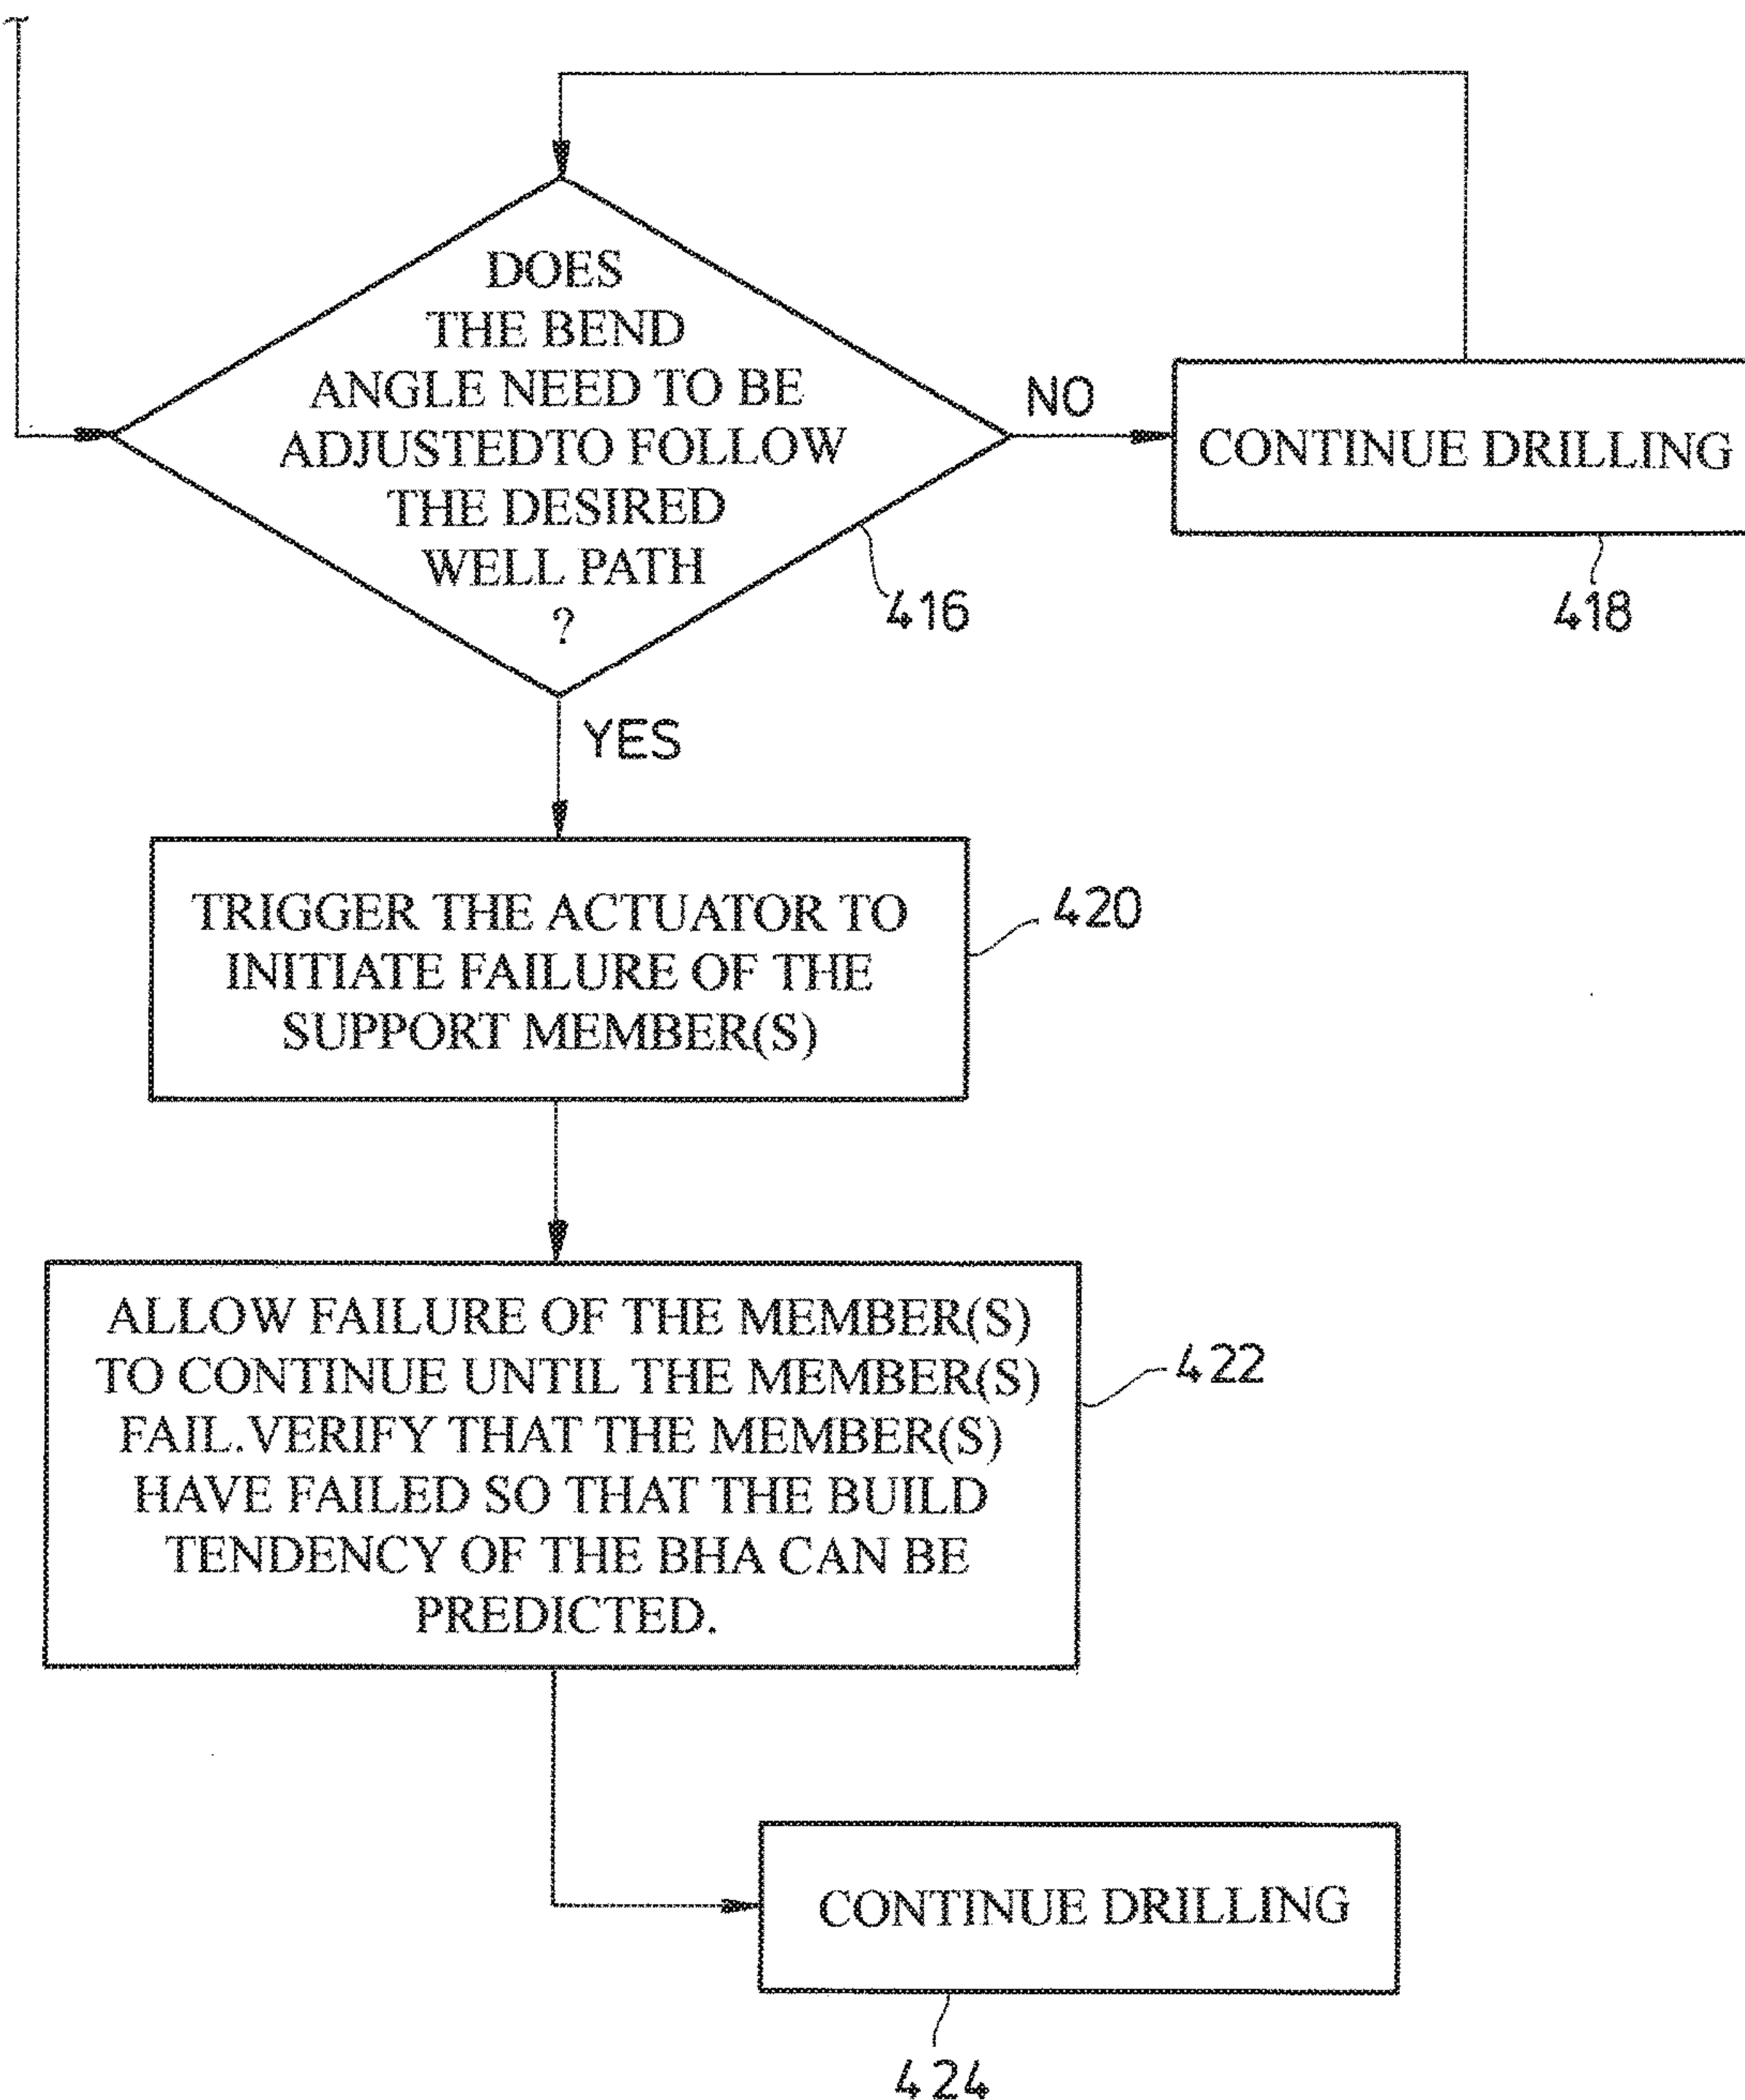 DOES
THE BEND
ANGLE NEED TO BE
ADJUSTEDTO FOLLOW
THE DESIRED
WELL PATH
?
416
NO
CONTINUE DRILLING
418
YES
TRIGGER THE ACTUATOR TO
INITIATE FAILURE OF THE
SUPPORT MEMBER(S)
420
ALLOW FAILURE OF THE MEMBER(S)
TO CONTINUE UNTIL THE MEMBER(S)
FAIL.VERIFY THAT THE MEMBER(S)
HAVE FAILED SO THAT THE BUILD
TENDENCY OF THE BHA CAN BE
PREDICTED.
422
CONTINUE DRILLING
424